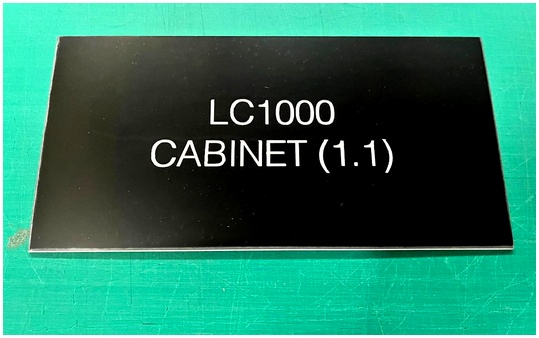 LC1000
CABINET (1.1)